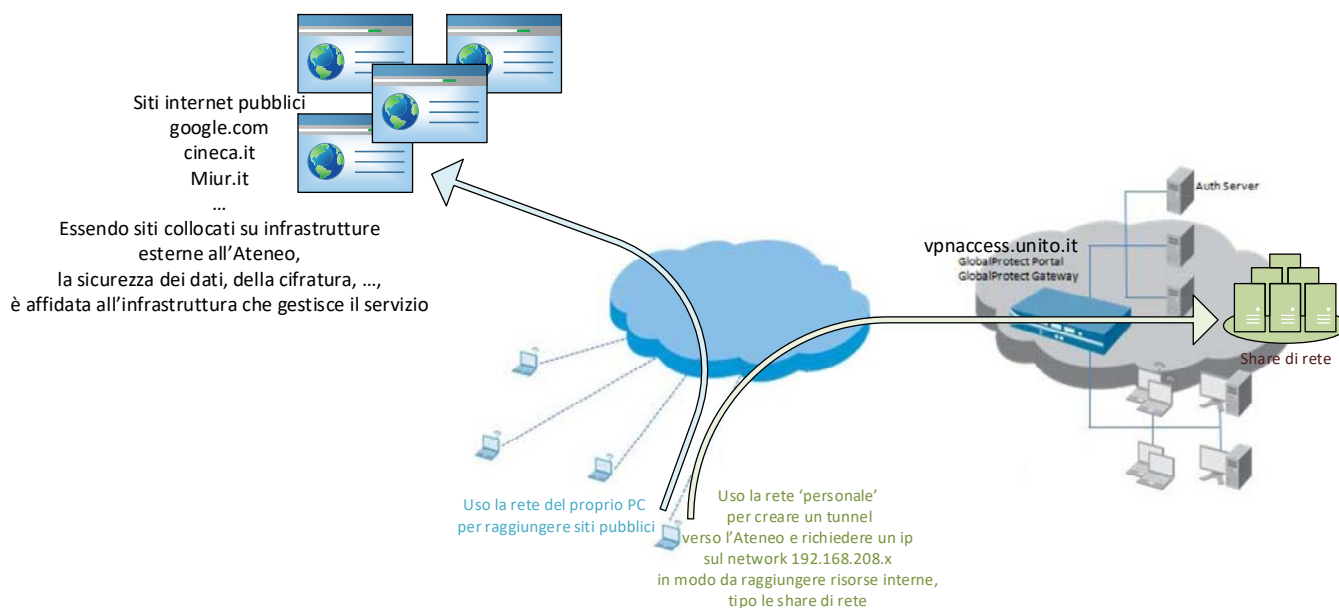 Siti internet pubblici
google.com
cineca.it
Miur.it
...
Essendo siti collocati su infrastrutture
esterne all'Ateneo,
la sicurezza dei dati, della cifratura, ...,
è affidata all'infrastruttura che gestisce il servizio
Auth Server
vpnaccess.unito.it
GlobalProtect Portal
GlobalProtect Gateway
Share di rete
Uso la rete del proprio PC
per raggiungere siti pubblici
Uso la rete 'personale'
per creare un tunnel
verso l'Ateneo e richiedere un ip
sul network 192.168.208.x
in modo da raggiungere risorse interne,
tipo le share di rete